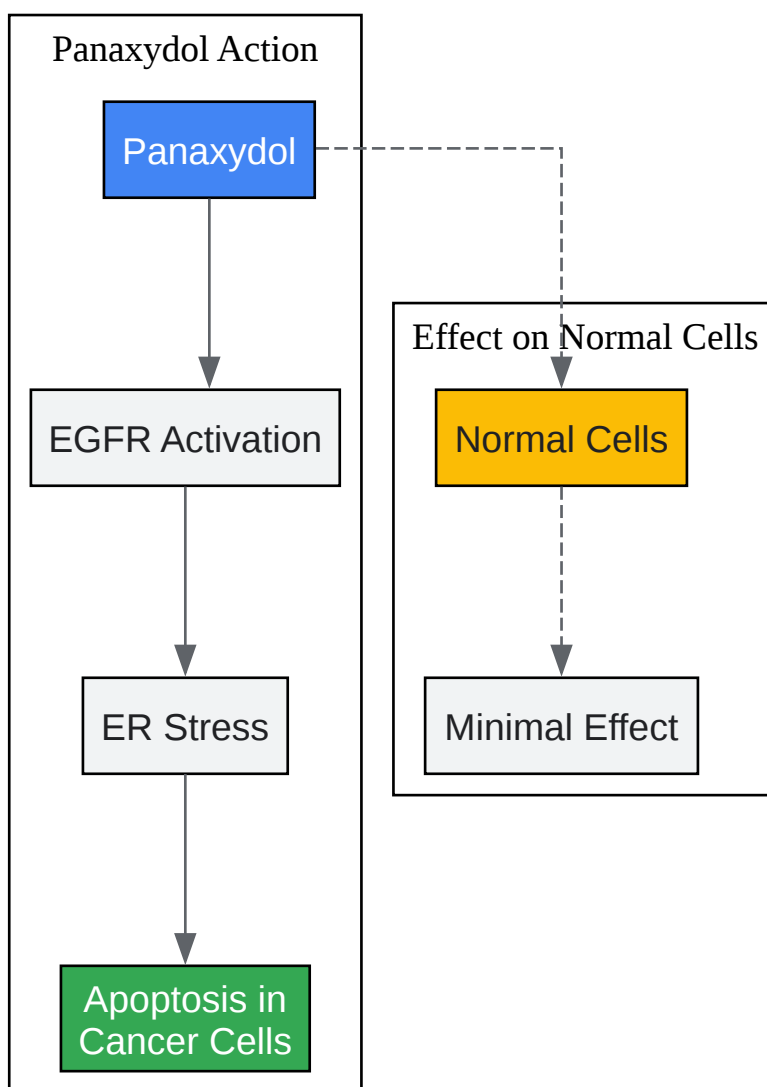 Panaxydol Action
Panaxydol
EGFR Activation
ER Stress
Apoptosis in
Cancer Cells
Effect on Normal Cells
Normal Cells
Minimal Effect